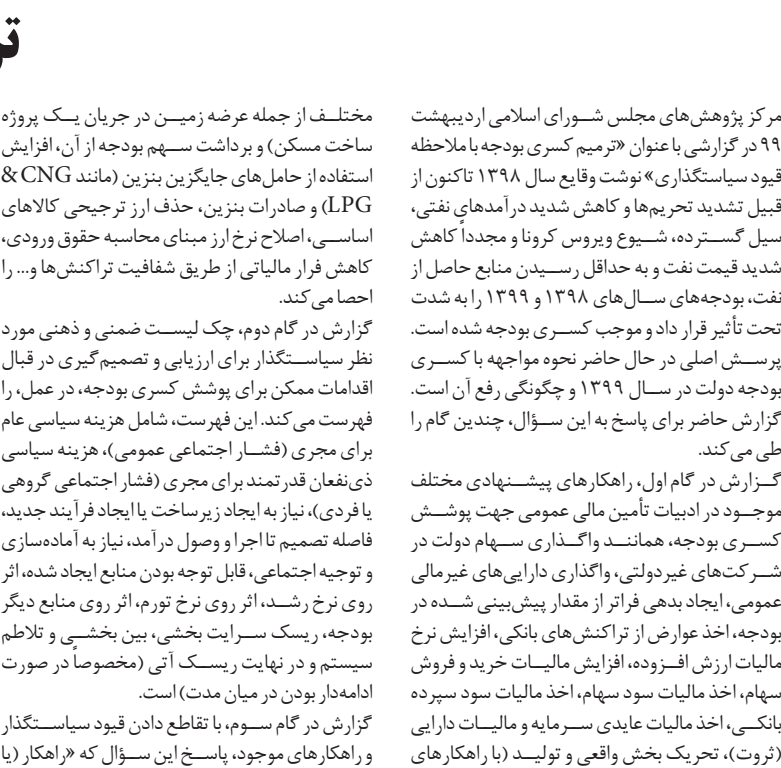 مرکز پژوهش‌های مجلس شورای اسلامی اردیبهشت
۹۹ در گزارشی با عنوان «ترمیم کسری بودجه با ملاحظه
قیود سیاستگذاری» نوشت وقایع سال ۱۳۹۸ تاکنون از
قبیل تشدید تحریم‌ها و کاهش شدید درآمدهای نفتی،
سیل گسترده، شیوع ویروس کرونا و مجدداً کاهش
شدید قیمت نفت و به حداقل رسیدن منابع حاصل از
نفت، بودجه‌های سال‌های ۱۳۹۸ و ۱۳۹۹ را به شدت
تحت تأثیر قرار داد و موجب کسری بودجه شده است.
پرسش اصلی در حال حاضر نحوه مواجهه با کسری
بودجه دولت در سال ۱۳۹۹ و چگونگی رفع آن است.
گزارش حاضر برای پاسخ به این سؤال، چندین گام را
طی می‌کند.
گزارش در گام اول، راهکارهای پیشنهادی مختلف
موجود در ادبیات تأمین مالی عمومی جهت پوشش
کسری بودجه، همانند واگذاری سهام دولت در
شرکت‌های غیردولتی، واگذاری دارایی‌های غیرمالی
عمومی، ایجاد بدهی فراتر از مقدار پیش‌بینی شده در
بودجه، اخذ عوارض از تراکنش‌های بانکی، افزایش نرخ
مالیات ارزش افزوده، افزایش مالیات خرید و فروش
سهام، اخذ مالیات سود سهام، اخذ مالیات سود سپرده
بانکی، اخذ مالیات عایدی سرمایه و مالیات دارایی
(ثروت)، تحریک بخش واقعی و تولید (با راهکارهای
مختلف از جمله عرضه زمین در جریان یک پروژه
ساخت مسکن) و برداشت سهم بودجه از آن، افزایش
استفاده از حامل‌های جایگزین بنزین (مانند CNG &
LPG) و صادرات بنزین، حذف ارز ترجیحی کالاهای
اساسی، اصلاح نرخ ارز مبنای محاسبه حقوق ورودی،
کاهش فرار مالیاتی از طریق شفافیت تراکنش‌ها و... را
احصا می‌کند.
گزارش در گام دوم، چک لیست ضمنی و ذهنی مورد
نظر سیاستگذار برای ارزیابی و تصمیم‌گیری در قبال
اقدامات ممکن برای پوشش کسری بودجه، در عمل، را
فهرست می‌کند. این فهرست، شامل هزینه سیاسی عام
برای مجری (فشار اجتماعی عمومی)، هزینه سیاسی
ذی‌نفعان قدرتمند برای مجری (فشار اجتماعی گروهی
یا فردی)، نیاز به ایجاد زیرساخت یا ایجاد فرآیند جدید،
فاصله تصمیم تا اجرا و وصول درآمد، نیاز به آماده‌سازی
و توجیه اجتماعی، قابل توجه بودن منابع ایجاد شده، اثر
روی نرخ رشد، اثر روی نرخ تورم، اثر روی منابع دیگر
بودجه، ریسک سرایت بخشی، بین بخشی و تلاطم
سیستم و در نهایت ریسک آتی (مخصوصاً در صورت
ادامه‌دار بودن در میان مدت) است.
گزارش در گام سوم، با تقاطع دادن قیود سیاستگذار
و راهکارهای موجود، پاسخ این سؤال که «راهکار (یا